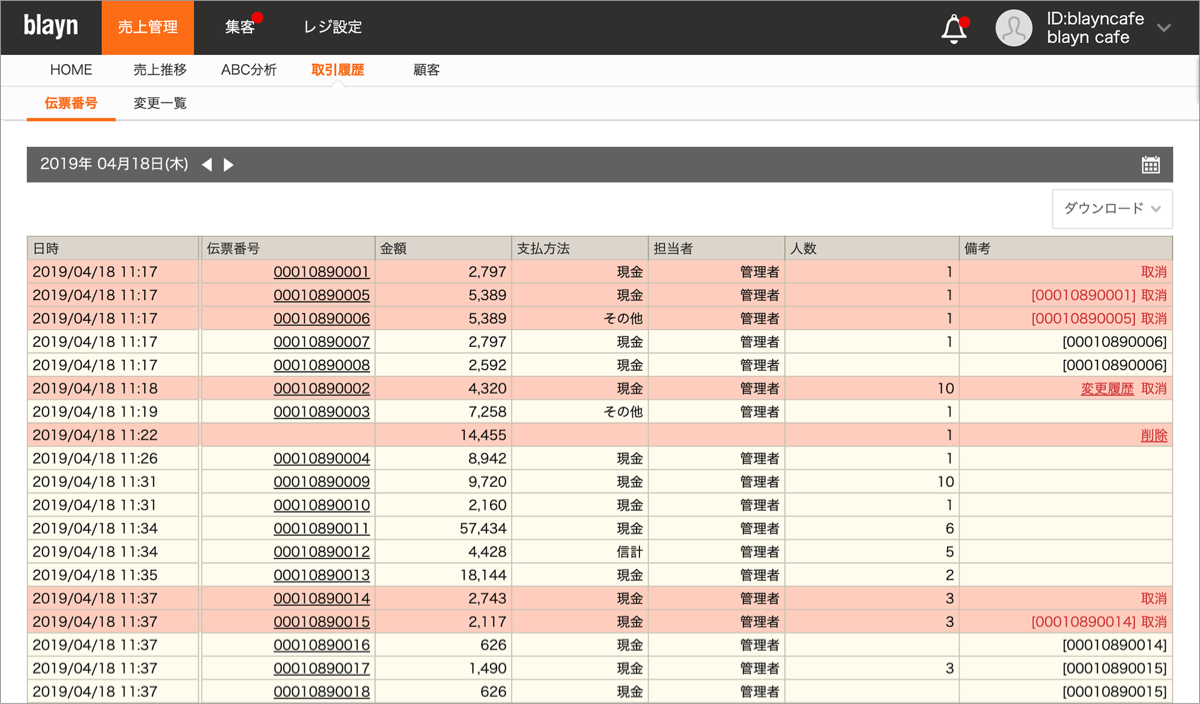 blayn 売上管理 集客 レジ設定 ID:blayncafe
blayn cafe
HOME 売上推移 ABC分析 取引履歴 顧客
伝票番号 変更一覧
2019年 04月18日(木)
ダウンロード
日時 伝票番号 金額 支払方法 担当者 人数 備考
2019/04/18 11:17 00010890001 2,797 現金 管理者 1 取消
2019/04/18 11:17 00010890005 5,389 現金 管理者 1 [00010890001] 取消
2019/04/18 11:17 00010890006 5,389 その他 管理者 1 [00010890005] 取消
2019/04/18 11:17 00010890007 2,797 現金 管理者 1 [00010890006]
2019/04/18 11:17 00010890008 2,592 現金 管理者 [00010890006]
2019/04/18 11:18 00010890002 4,320 現金 管理者 10 変更履歴 取消
2019/04/18 11:19 00010890003 7,258 その他 管理者 1
2019/04/18 11:22 14,455 1 削除
2019/04/18 11:26 00010890004 8,942 現金 管理者 1
2019/04/18 11:31 00010890009 9,720 現金 管理者 10
2019/04/18 11:31 00010890010 2,160 現金 管理者 1
2019/04/18 11:34 00010890011 57,434 現金 管理者 6
2019/04/18 11:34 00010890012 4,428 信計 管理者 5
2019/04/18 11:35 00010890013 18,144 現金 管理者 2
2019/04/18 11:37 00010890014 2,743 現金 管理者 3 取消
2019/04/18 11:37 00010890015 2,117 現金 管理者 3 [00010890014] 取消
2019/04/18 11:37 00010890016 626 現金 管理者 [00010890014]
2019/04/18 11:37 00010890017 1,490 現金 管理者 3 [00010890015]
2019/04/18 11:37 00010890018 626 現金 管理者 [00010890015]